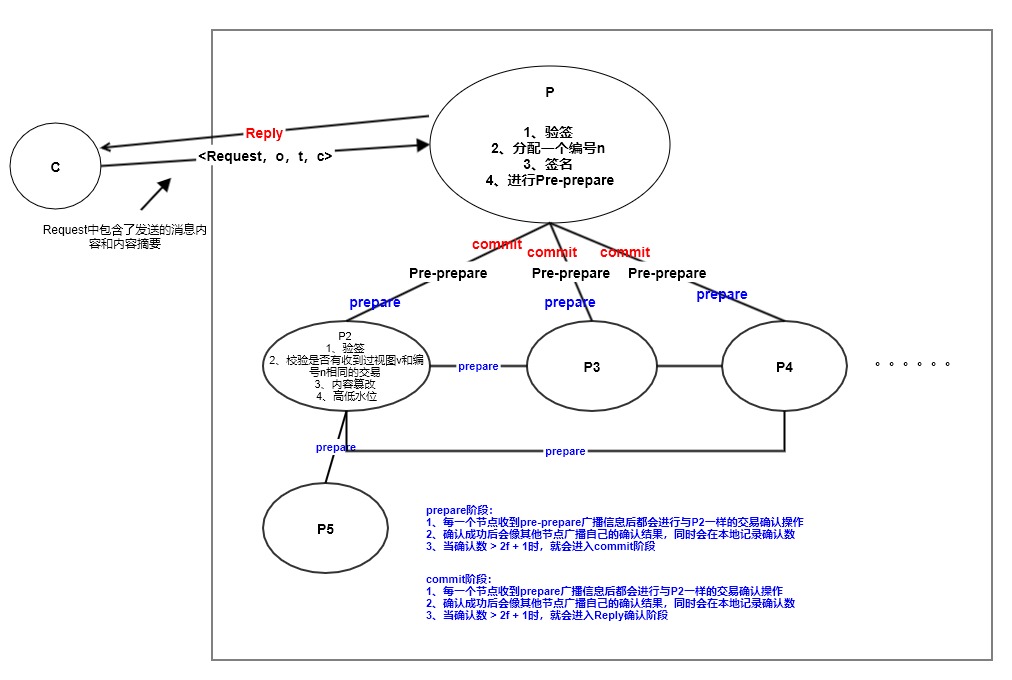 P
1、验签
2、分配一个编号n
3、签名
4、进行Pre-prepare
Reply
<Request, o, t, c>
C
Request中包含了发送的消息内
容和内容摘要
commit
commit
commit
Pre-prepare
Pre-prepare
Pre-prepare
prepare
prepare
prepare
P2
1、验签
2、校验是否有收到过视图v和编
号n相同的交易
3、内容篡改
4、高低水位
prepare
P3
P4
。。。。。。
prepare
prepare
P5
prepare阶段:
1、每一个节点收到pre-prepare广播信息后都会进行与P2一样的交易确认操作
2、确认成功后会像其他节点广播自己的确认结果，同时会在本地记录确认数
3、当确认数 > 2f + 1时，就会进入commit阶段
commit阶段:
1、每一个节点收到prepare广播信息后都会进行与P2一样的交易确认操作
2、确认成功后会像其他节点广播自己的确认结果，同时会在本地记录确认数
3、当确认数 > 2f + 1时，就会进入Reply确认阶段